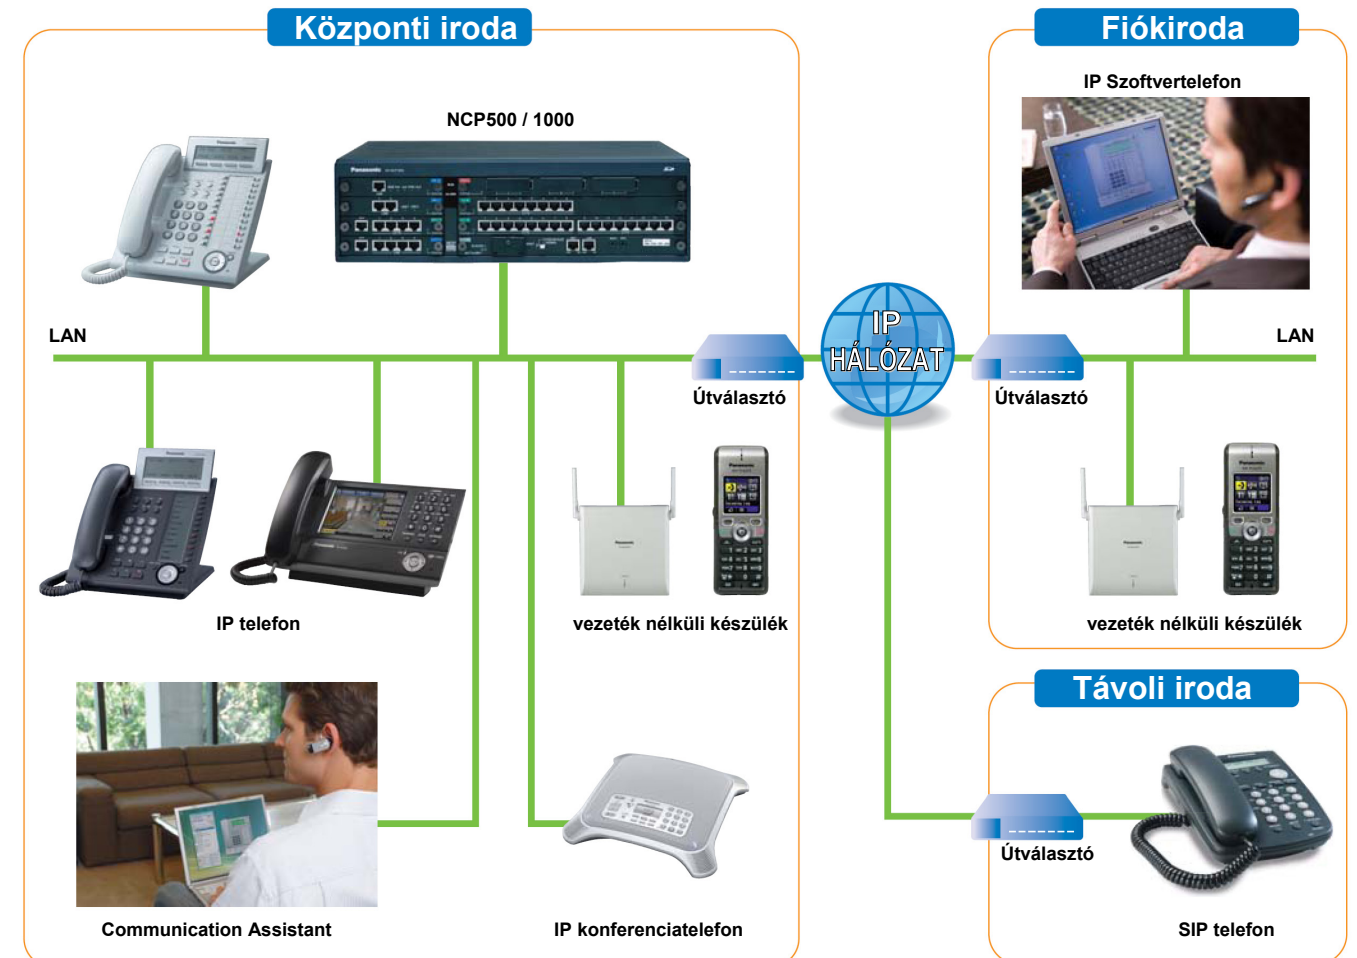 Központi iroda
Fiókiroda
IP Szoftvertelefon
NCP500 / 1000
Panasonic
LAN
IP
HÁLÓZAT
LAN
Útválasztó
Útválasztó
IP telefon
vezeték nélküli készülék
vezeték nélküli készülék
Távoli iroda
Útválasztó
Communication Assistant
IP konferenciatelefon
SIP telefon